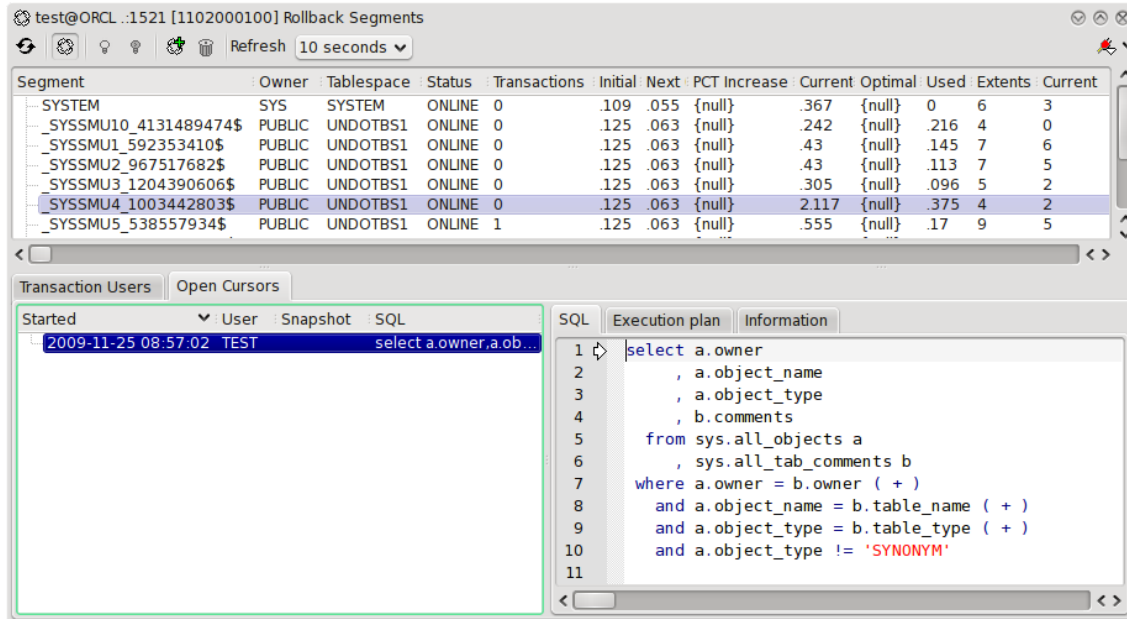 test@ORCL .:1521 [1102000100] Rollback Segments
Refresh 10 seconds
Segment Owner Tablespace Status Transactions Initial Next PCT Increase Current Optimal Used Extents Current
SYSTEM SYS SYSTEM ONLINE 0 .109 .055 {null} .367 {null} 0 6 3
_SYSSMU10_4131489474$ PUBLIC UNDOTBS1 ONLINE 0 .125 .063 {null} .242 {null} .216 4 0
_SYSSMU1_592353410$ PUBLIC UNDOTBS1 ONLINE 0 .125 .063 {null} .43 {null} .145 7 6
_SYSSMU2_967517682$ PUBLIC UNDOTBS1 ONLINE 0 .125 .063 {null} .43 {null} .113 7 5
_SYSSMU3_1204390606$ PUBLIC UNDOTBS1 ONLINE 0 .125 .063 {null} .305 {null} .096 5 2
_SYSSMU4_1003442803$ PUBLIC UNDOTBS1 ONLINE 0 .125 .063 {null} 2.117 {null} .375 4 2
_SYSSMU5_538557934$ PUBLIC UNDOTBS1 ONLINE 1 .125 .063 {null} .555 {null} .17 9 5
Transaction Users Open Cursors
Started User Snapshot SQL
2009-11-25 08:57:02 TEST select a.owner,a.ob...
SQL Execution plan Information
1 select a.owner
2 , a.object_name
3 , a.object_type
4 , b.comments
5 from sys.all_objects a
6 , sys.all_tab_comments b
7 where a.owner = b.owner ( + )
8 and a.object_name = b.table_name ( + )
9 and a.object_type = b.table_type ( + )
10 and a.object_type != 'SYNONYM'
11